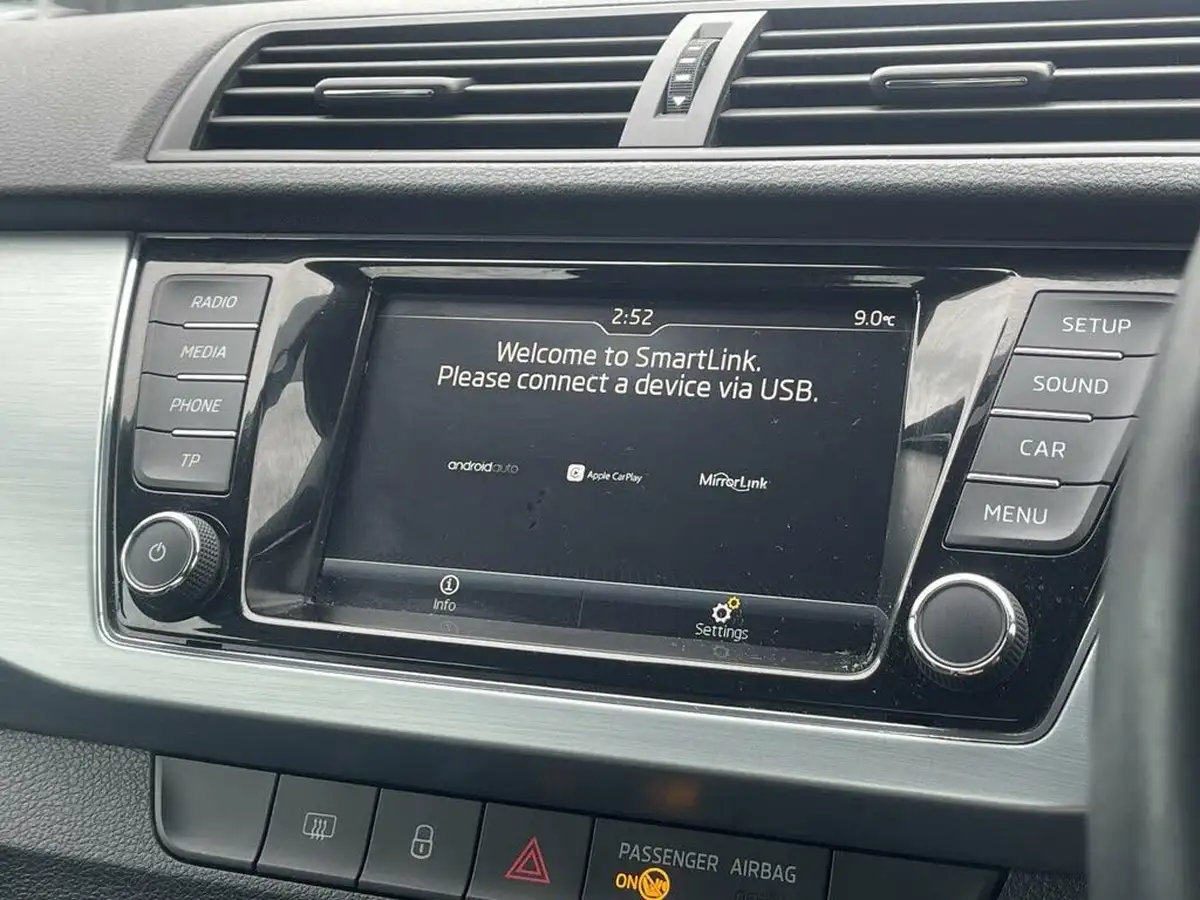 RADIO
MEDIA
PHONE
TP
2:52
9.0°C
Welcome to SmartLink.
Please connect a device via USB.
androidauto
Apple CarPlay
MirrorLink
Info
Settings
SETUP
SOUND
CAR
MENU
PASSENGER AIRBAG
ON